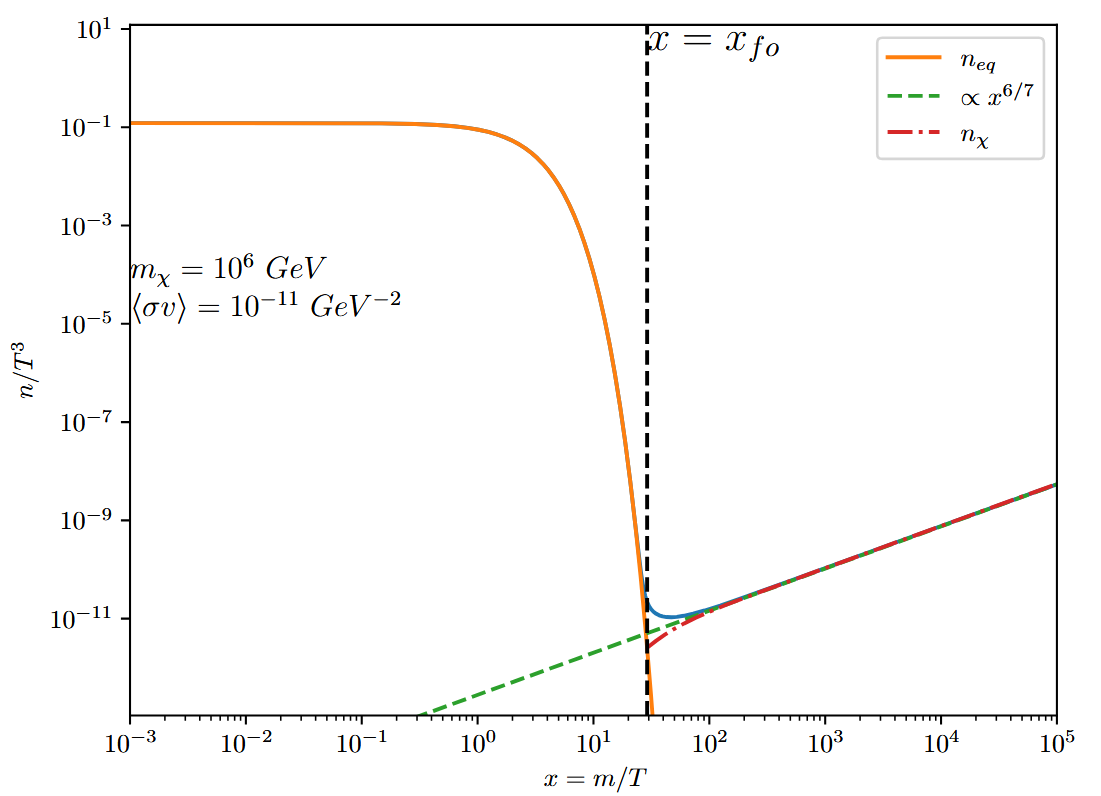 x = x_{fo}
n_{eq}
∝ x^{6/7}
n_χ
m_χ = 10^6 GeV
⟨σv⟩ = 10^{−11} GeV^{−2}
10^1
10^{−1}
10^{−3}
10^{−5}
10^{−7}
10^{−9}
10^{−11}
n/T^3
10^{−3} 10^{−2} 10^{−1} 10^0 10^1 10^2 10^3 10^4 10^5
x = m/T